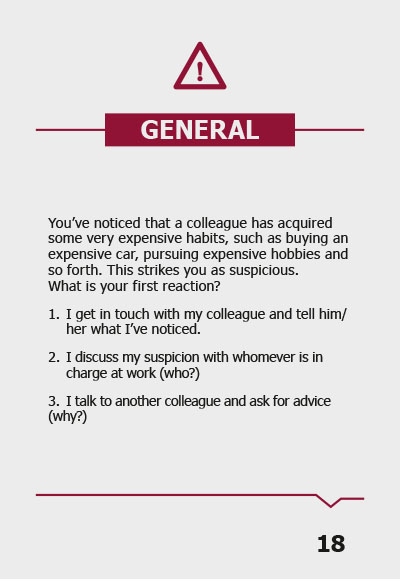 GENERAL
You’ve noticed that a colleague has acquired
some very expensive habits, such as buying an
expensive car, pursuing expensive hobbies and
so forth. This strikes you as suspicious.
What is your first reaction?
1. I get in touch with my colleague and tell him/
her what I’ve noticed.
2. I discuss my suspicion with whomever is in
charge at work (who?)
3. I talk to another colleague and ask for advice
(why?)
18